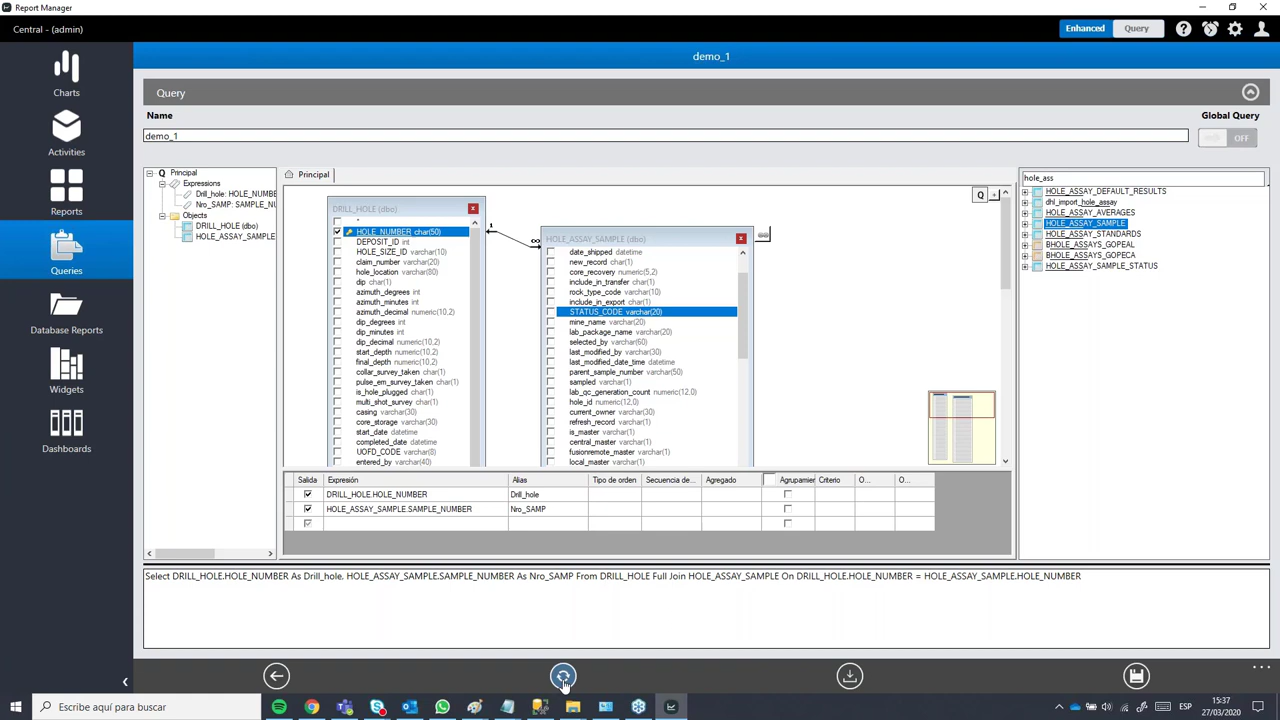 Report Manager
Central - (admin)
Enhanced
Query
Charts
Activities
Reports
Queries
Database Reports
Widgets
Dashboards
demo_1
Query
Name
Global Query
demo_1
OFF
Q Principal
Expressions
Drill_hole: HOLE_NUMBE
Nro_SAMP: SAMPLE_NU
Objects
DRILL_HOLE (dbo)
HOLE_ASSAY_SAMPLE
Principal
Q
+
DRILL_HOLE (dbo)
*
HOLE_NUMBER char(50)
DEPOSIT_ID int
HOLE_SIZE_ID varchar(10)
claim_number varchar(20)
hole_location varchar(80)
dip char(1)
azimuth_degrees int
azimuth_minutes int
azimuth_decimal numeric(10,2)
dip_degrees int
dip_minutes int
dip_decimal numeric(10,2)
start_depth numeric(10,2)
final_depth numeric(10,2)
collar_survey_taken char(1)
pulse_em_survey_taken char(1)
is_hole_plugged char(1)
multi_shot_survey char(1)
casing varchar(30)
core_storage varchar(30)
start_date datetime
completed_date datetime
UOFD_CODE varchar(8)
entered_by varchar(40)
1
∞
HOLE_ASSAY_SAMPLE (dbo)
date_shipped datetime
new_record char(1)
core_recovery numeric(5,2)
include_in_transfer char(1)
rock_type_code varchar(10)
include_in_export char(1)
STATUS_CODE varchar(20)
mine_name varchar(20)
lab_package_name varchar(20)
selected_by varchar(60)
last_modified_by varchar(30)
last_modified_date_time datetime
parent_sample_number varchar(50)
sampled varchar(1)
lab_qc_generation_count numeric(12,0)
hole_id numeric(12,0)
current_owner varchar(30)
refresh_record varchar(1)
is_master varchar(1)
central_master varchar(1)
fusionremote_master varchar(1)
local_master varchar(1)
hole_ass
HOLE_ASSAY_DEFAULT_RESULTS
dhl_import_hole_assay
HOLE_ASSAY_AVERAGES
HOLE_ASSAY_SAMPLE
HOLE_ASSAY_STANDARDS
BHOLE_ASSAYS_GOPEAL
BHOLE_ASSAYS_GOPECA
HOLE_ASSAY_SAMPLE_STATUS
Salida Expresión Alias Tipo de orden Secuencia de... Agregado Agrupamier Criterio O... O...
DRILL_HOLE.HOLE_NUMBER Drill_hole
HOLE_ASSAY_SAMPLE.SAMPLE_NUMBER Nro_SAMP
Select DRILL_HOLE.HOLE_NUMBER As Drill_hole, HOLE_ASSAY_SAMPLE.SAMPLE_NUMBER As Nro_SAMP From DRILL_HOLE Full Join HOLE_ASSAY_SAMPLE On DRILL_HOLE.HOLE_NUMBER = HOLE_ASSAY_SAMPLE.HOLE_NUMBER
Escribe aquí para buscar
ESP
15:37
27/03/2020